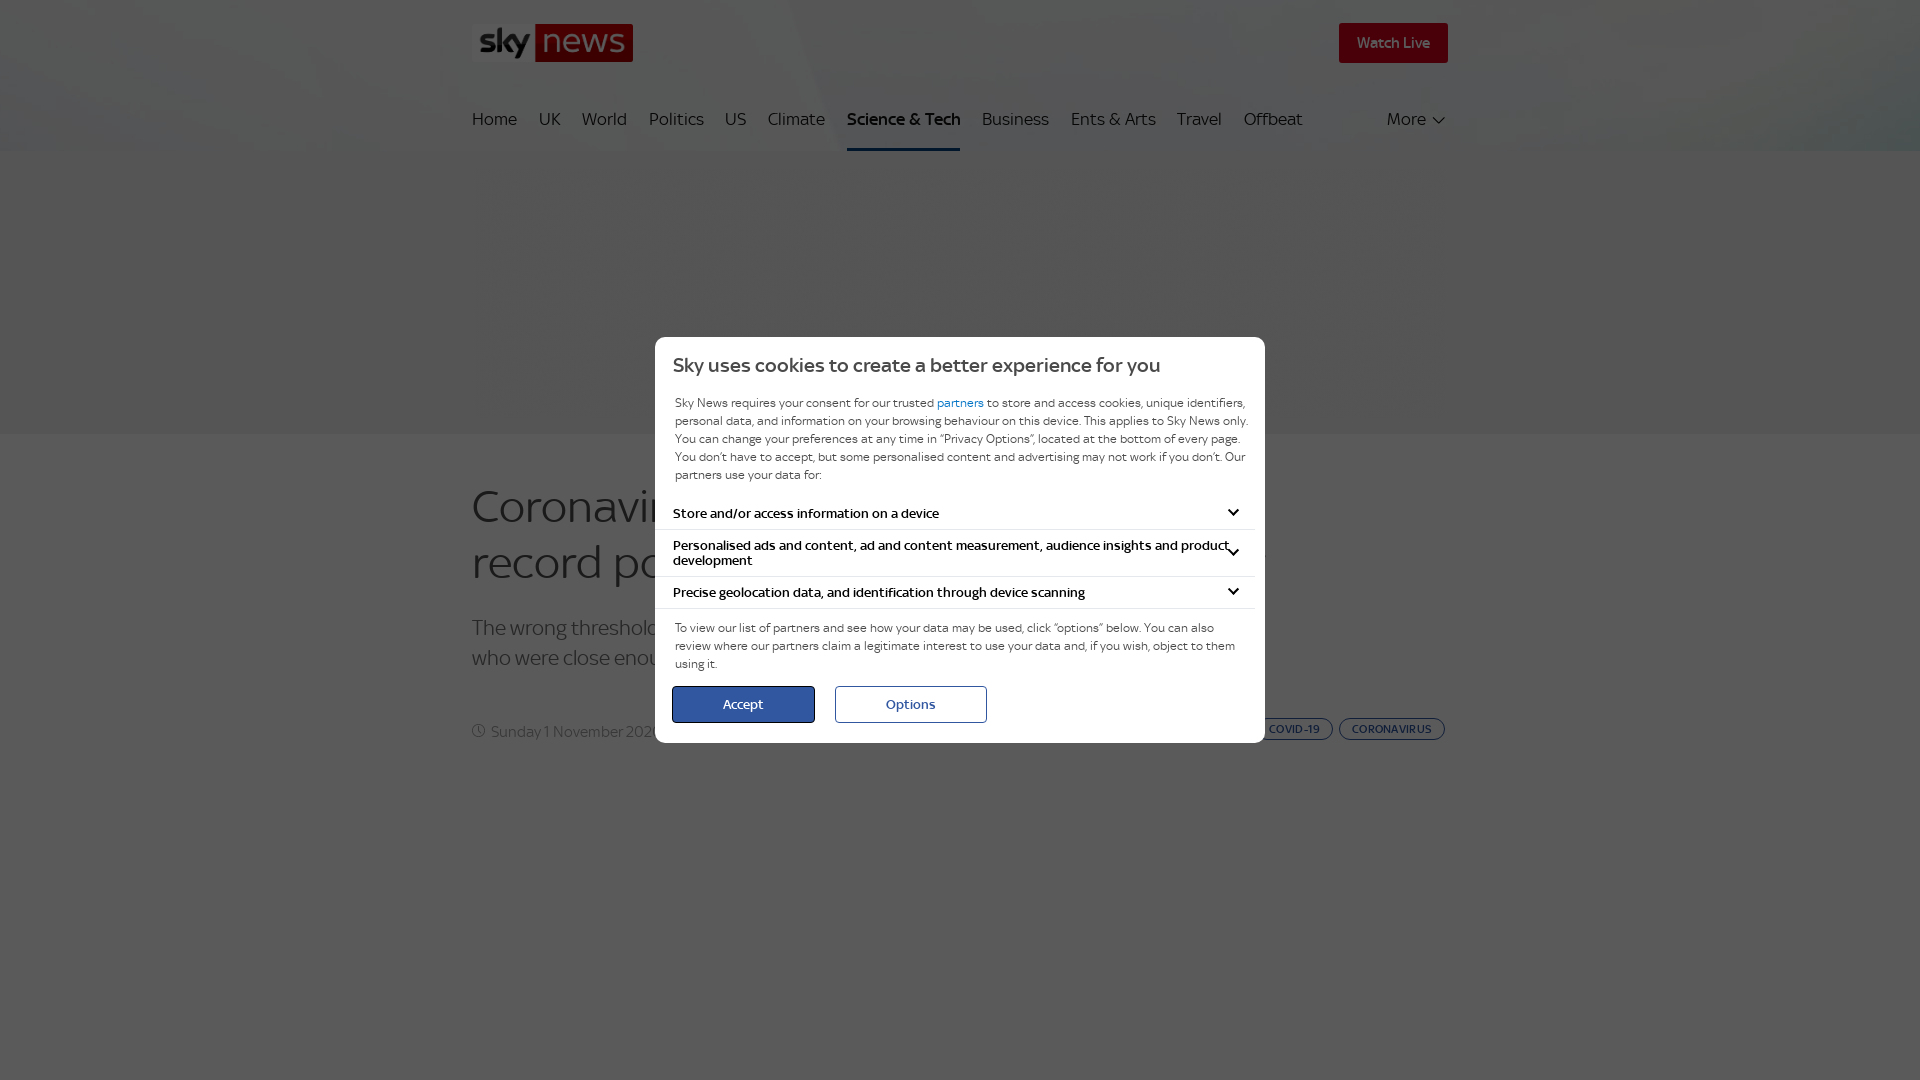 sky news
Watch Live
Home UK World Politics US Climate Science & Tech Business Ents & Arts Travel Offbeat More
Sky uses cookies to create a better experience for you
Sky News requires your consent for our trusted partners to store and access cookies, unique identifiers,
personal data, and information on your browsing behaviour on this device. This applies to Sky News only.
You can change your preferences at any time in “Privacy Options”, located at the bottom of every page.
You don’t have to accept, but some personalised content and advertising may not work if you don’t. Our
partners use your data for:
Store and/or access information on a device
Personalised ads and content, ad and content measurement, audience insights and product
development
Precise geolocation data, and identification through device scanning
To view our list of partners and see how your data may be used, click “options” below. You can also
review where our partners claim a legitimate interest to use your data and, if you wish, object to them
using it.
Accept Options
record
The wrong threshold
who were close
Sunday 1 November
COVID-19 CORONAVIRUS